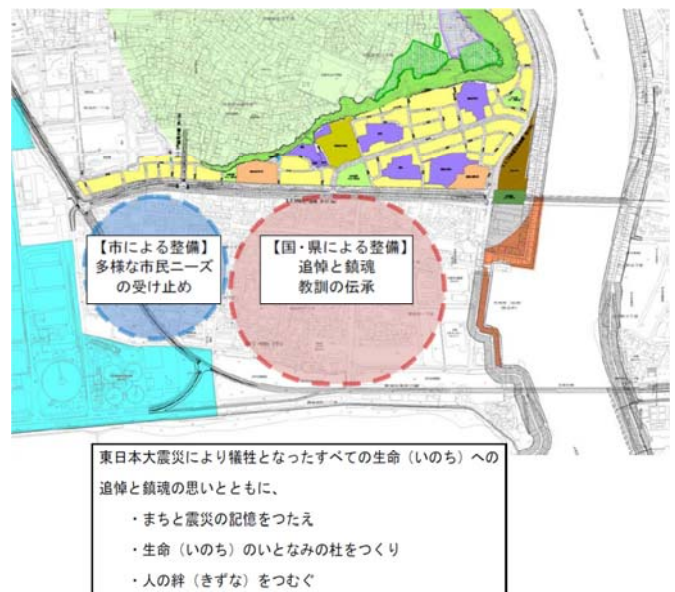 【市による整備】
多様な市民ニーズ
の受け止め
【国・県による整備】
追悼と鎮魂
教訓の伝承
東日本大震災により犠牲となったすべての生命（いのち）への
追悼と鎮魂の思いとともに、
・まちと震災の記憶をつたえ
・生命（いのち）のいとなみの杜をつくり
・人の絆（きずな）をつむぐ